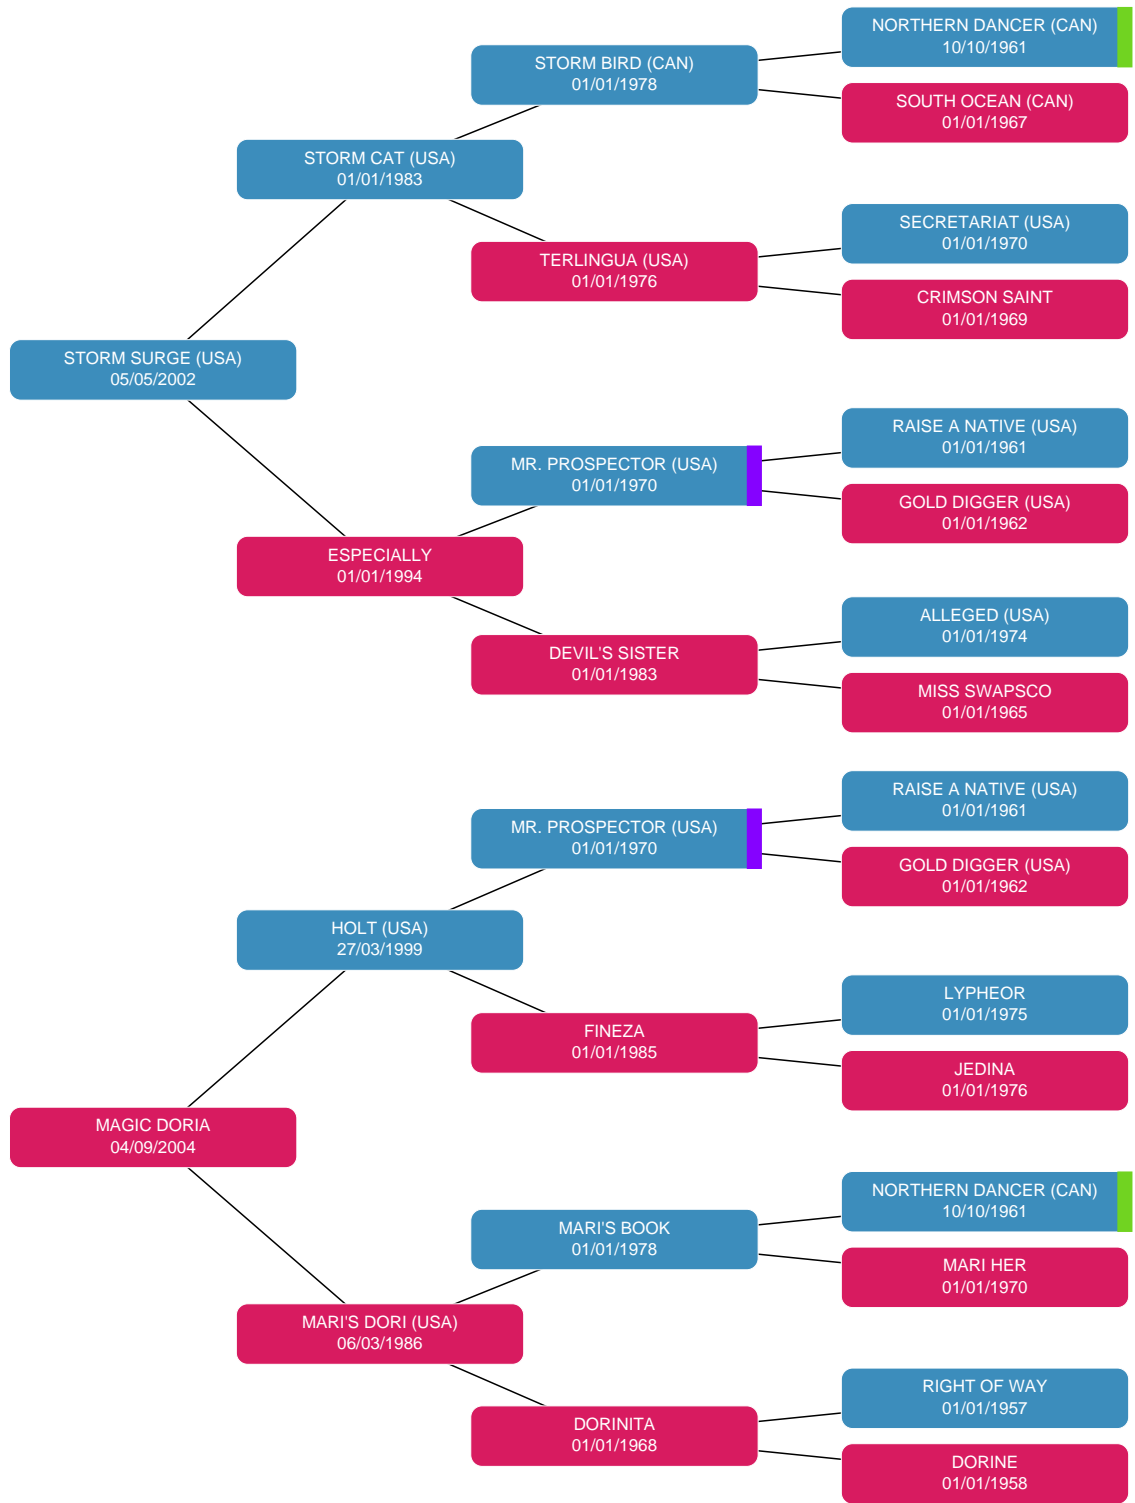 NORTHERN DANCER (CAN)
10/10/1961
STORM BIRD (CAN)
01/01/1978
SOUTH OCEAN (CAN)
01/01/1967
STORM CAT (USA)
01/01/1983
SECRETARIAT (USA)
01/01/1970
TERLINGUA (USA)
01/01/1976
CRIMSON SAINT
01/01/1969
STORM SURGE (USA)
05/05/2002
RAISE A NATIVE (USA)
01/01/1961
MR. PROSPECTOR (USA)
01/01/1970
GOLD DIGGER (USA)
01/01/1962
ESPECIALLY
01/01/1994
ALLEGED (USA)
01/01/1974
DEVIL'S SISTER
01/01/1983
MISS SWAPSCO
01/01/1965
RAISE A NATIVE (USA)
01/01/1961
MR. PROSPECTOR (USA)
01/01/1970
GOLD DIGGER (USA)
01/01/1962
HOLT (USA)
27/03/1999
LYPHEOR
01/01/1975
FINEZA
01/01/1985
JEDINA
01/01/1976
MAGIC DORIA
04/09/2004
NORTHERN DANCER (CAN)
10/10/1961
MARI'S BOOK
01/01/1978
MARI HER
01/01/1970
MARI'S DORI (USA)
06/03/1986
RIGHT OF WAY
01/01/1957
DORINITA
01/01/1968
DORINE
01/01/1958